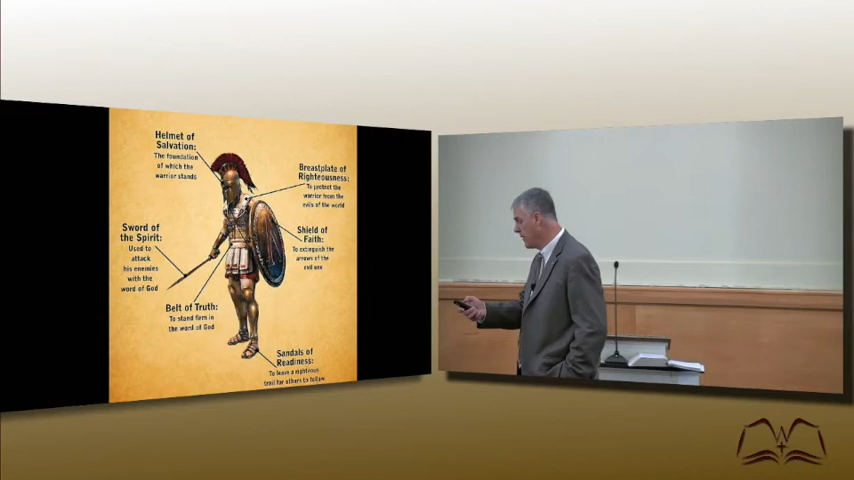 Helmet of
Salvation:
The foundation
of which the
warrior stands
Breastplate of
Righteousness:
To protect the
warrior from the
evils of the world
Sword of
the Spirit:
Used to
attack
his enemies
with the
word of God
Shield of
Faith:
To extinguish the
arrows of the
evil one
Belt of Truth:
To stand firm in
the word of God
Sandals of
Readiness:
To leave a righteous
trail for others to follow